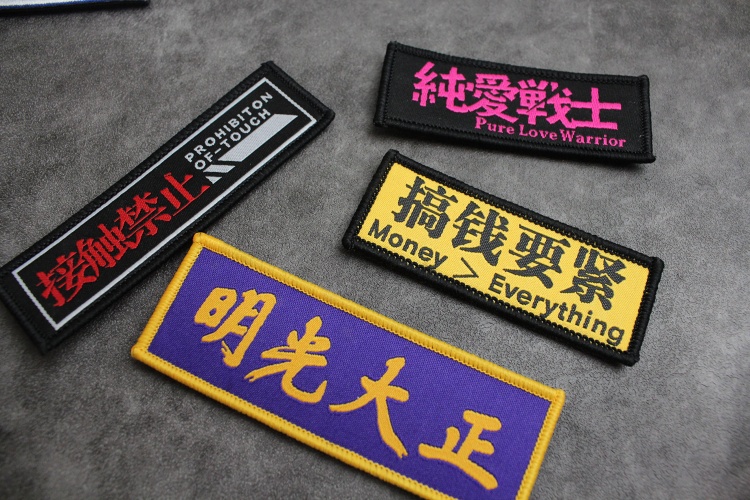 接触禁止
PROHIBITON
OF-TOUCH
純愛戦士
Pure Love Warrior
搞钱要紧
Money > Everything
明光大正